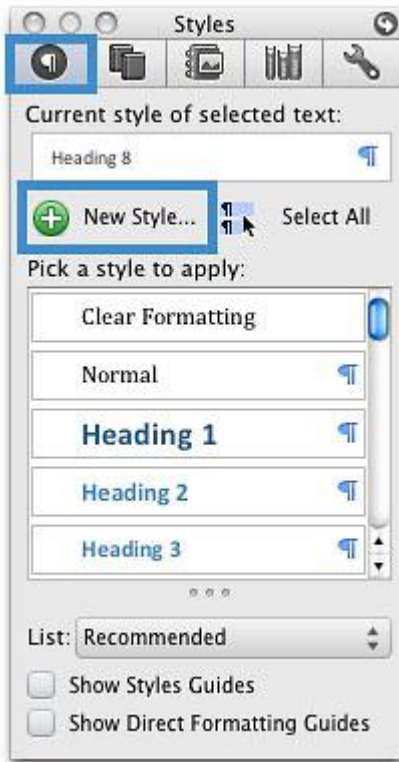 Styles
Current style of selected text:
Heading 8
New Style... Select All
Pick a style to apply:
Clear Formatting
Normal
Heading 1
Heading 2
Heading 3
List: Recommended
Show Styles Guides
Show Direct Formatting Guides